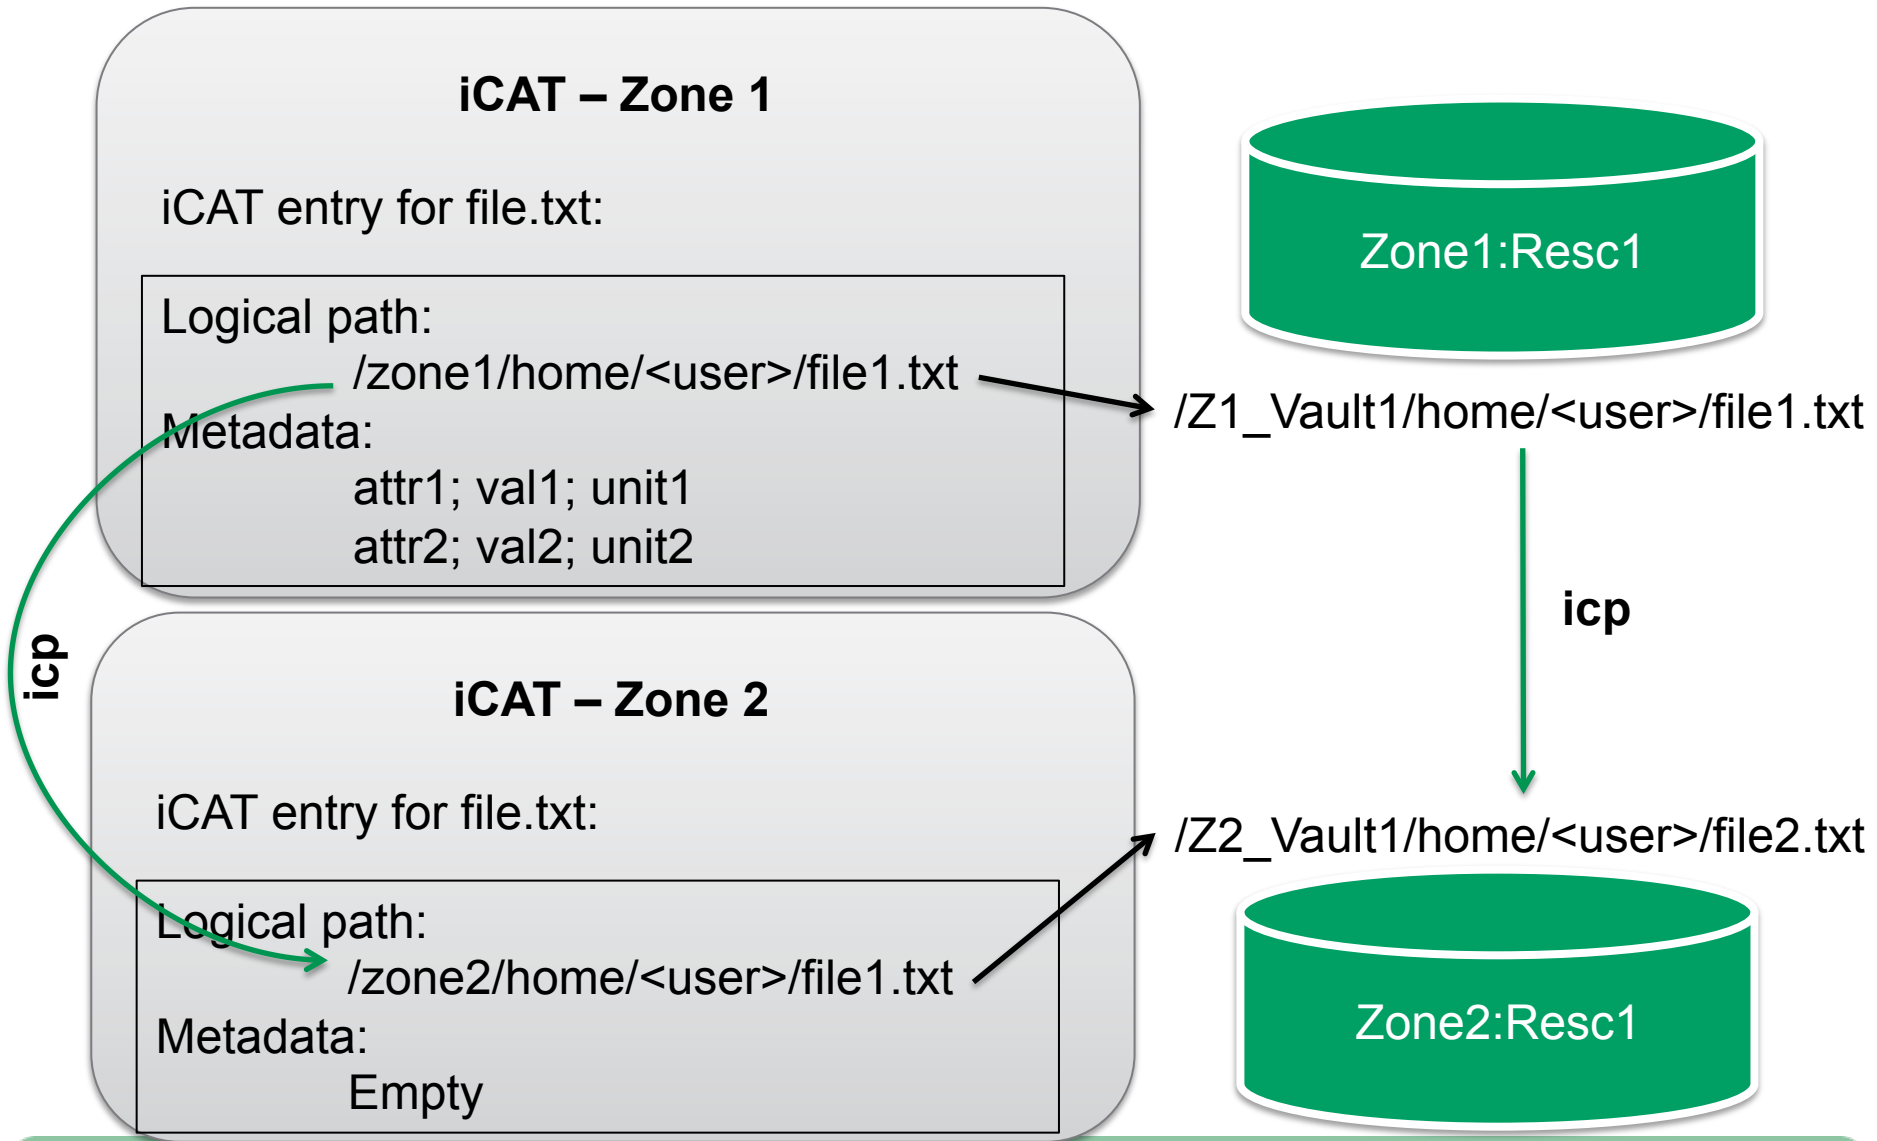 iCAT – Zone 1
iCAT entry for file.txt:
Logical path:
/zone1/home/<user>/file1.txt
Metadata:
attr1; val1; unit1
attr2; val2; unit2
Zone1:Resc1
/Z1_Vault1/home/<user>/file1.txt
icp
icp
iCAT – Zone 2
iCAT entry for file.txt:
Logical path:
/zone2/home/<user>/file1.txt
Metadata:
Empty
/Z2_Vault1/home/<user>/file2.txt
Zone2:Resc1